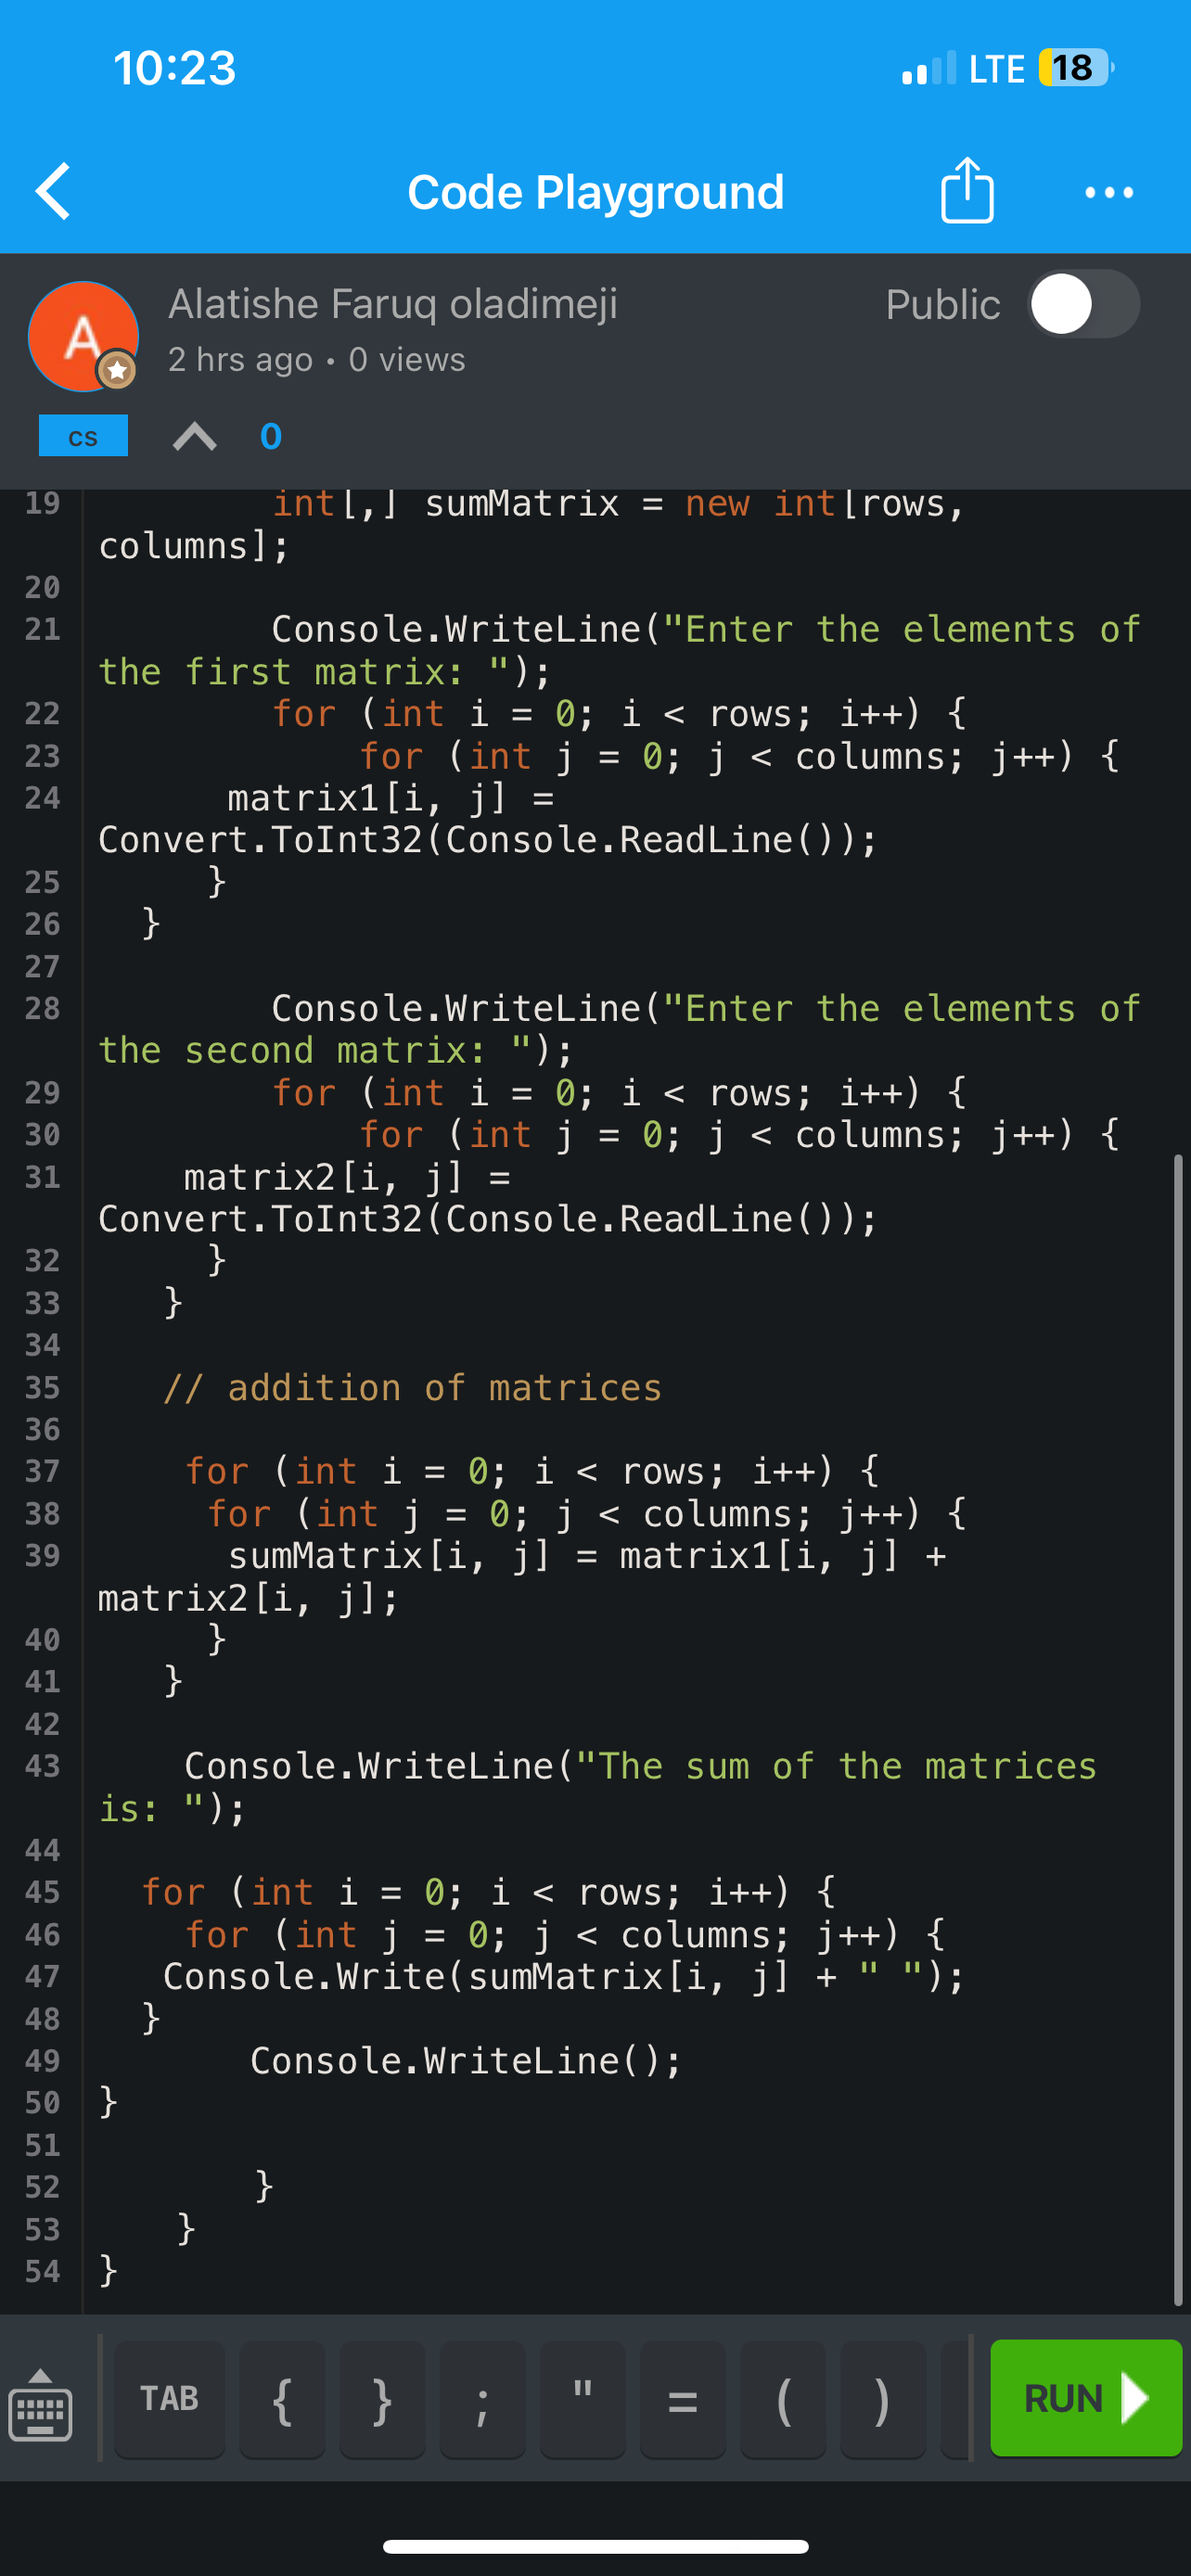 10:23
LTE 18
Code Playground
Alatishe Faruq oladimeji
Public
2 hrs ago • 0 views
A
cs
0
19 int[,] sumMatrix = new int[rows,
columns];
20
21 Console.WriteLine("Enter the elements of
the first matrix: ");
22 for (int i = 0; i < rows; i++) {
23 for (int j = 0; j < columns; j++) {
24 matrix1[i, j] =
Convert.ToInt32(Console.ReadLine());
25 }
26 }
27
28 Console.WriteLine("Enter the elements of
the second matrix: ");
29 for (int i = 0; i < rows; i++) {
30 for (int j = 0; j < columns; j++) {
31 matrix2[i, j] =
Convert.ToInt32(Console.ReadLine());
32 }
33 }
34
35 // addition of matrices
36
37 for (int i = 0; i < rows; i++) {
38 for (int j = 0; j < columns; j++) {
39 sumMatrix[i, j] = matrix1[i, j] +
matrix2[i, j];
40 }
41 }
42
43 Console.WriteLine("The sum of the matrices
is: ");
44
45 for (int i = 0; i < rows; i++) {
46 for (int j = 0; j < columns; j++) {
47 Console.Write(sumMatrix[i, j] + " ");
48 }
49 Console.WriteLine();
50 }
51
52 }
53 }
54 }
TAB { } ; " = ( ) RUN